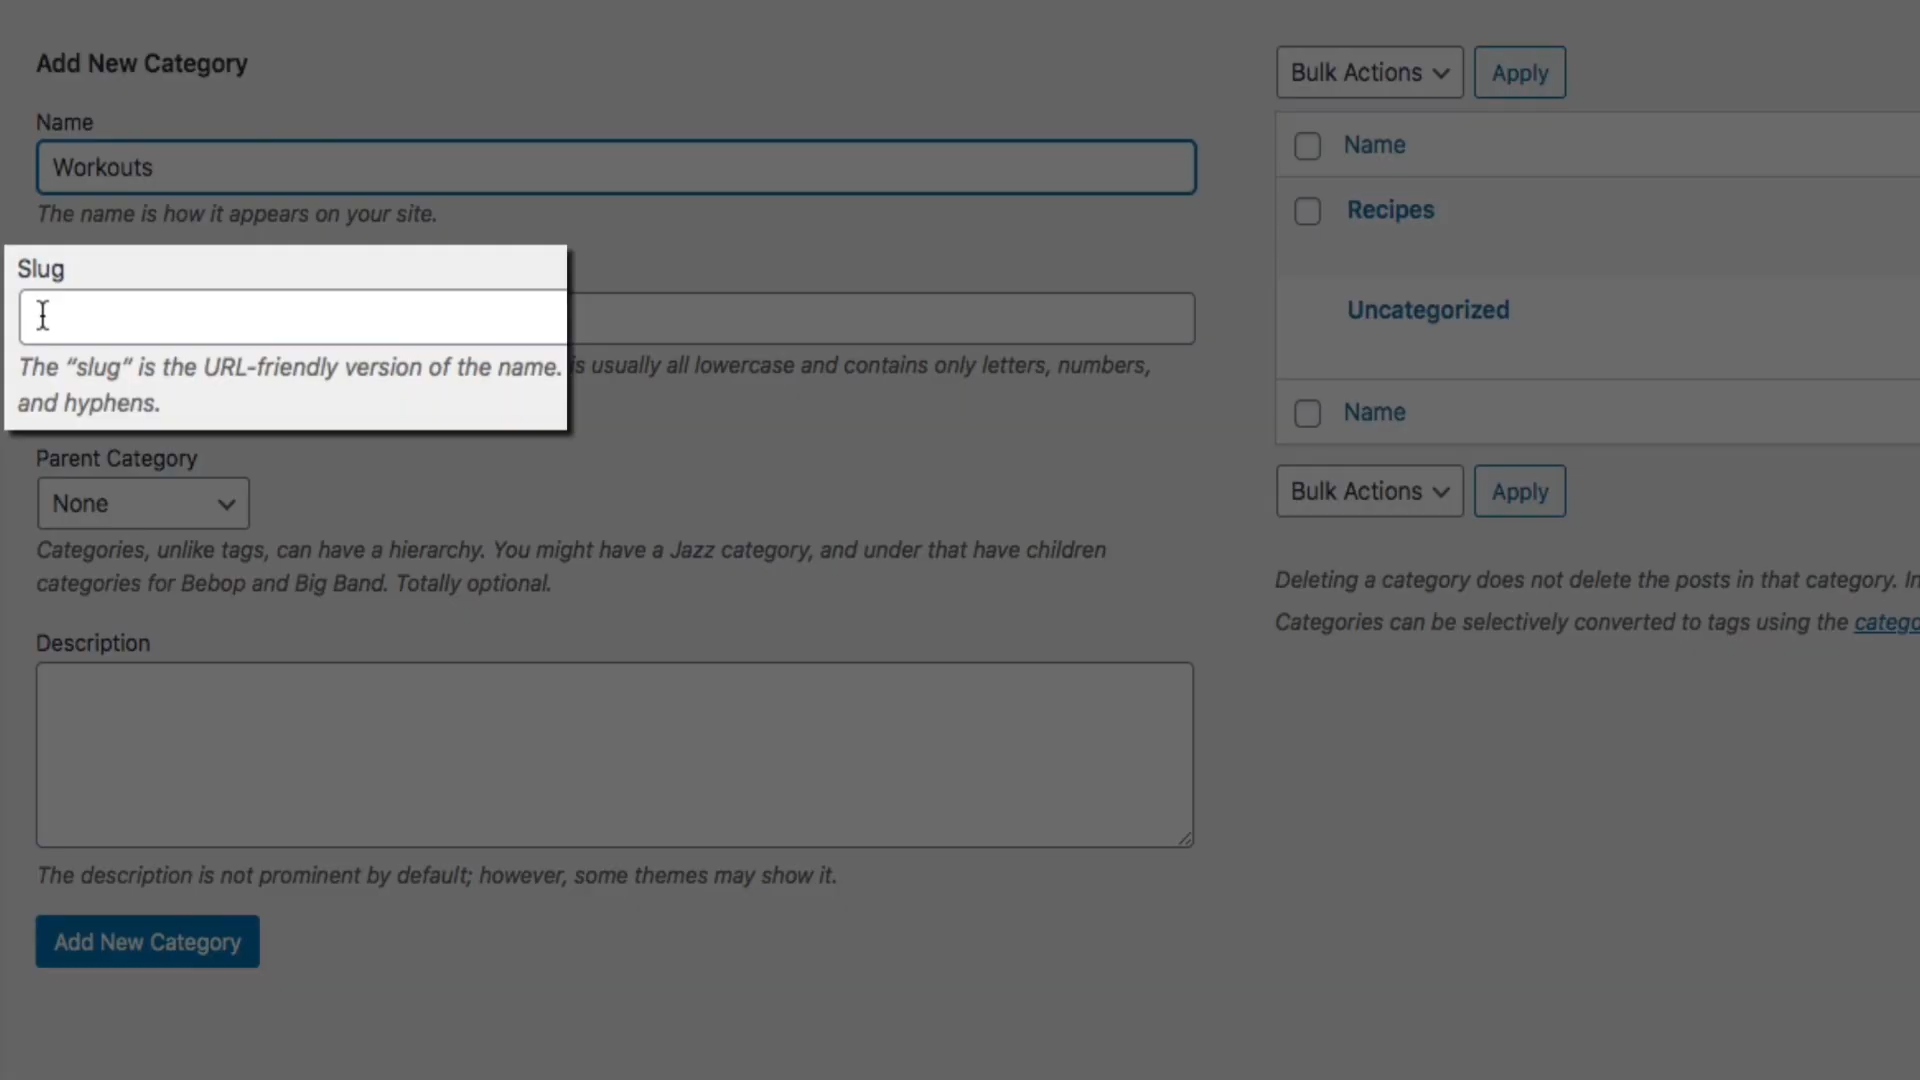 Add New Category
Name
Workouts
The name is how it appears on your site.
Slug
The “slug” is the URL-friendly version of the name. is usually all lowercase and contains only letters, numbers,
and hyphens.
Parent Category
None
Categories, unlike tags, can have a hierarchy. You might have a Jazz category, and under that have children
categories for Bebop and Big Band. Totally optional.
Description
The description is not prominent by default; however, some themes may show it.
Add New Category
Bulk Actions
Apply
Name
Recipes
Uncategorized
Name
Bulk Actions
Apply
Deleting a category does not delete the posts in that category. In
Categories can be selectively converted to tags using the catego